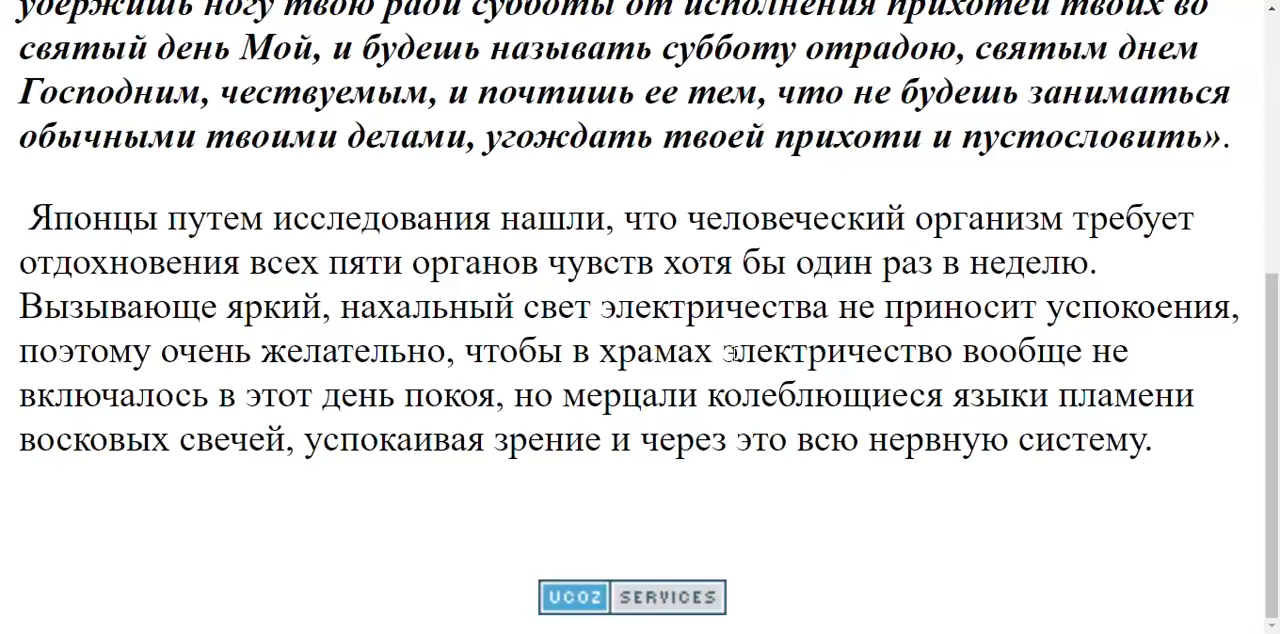 удержишь ногу твою ради субботы от исполнения прихотей твоих во
святый день Мой, и будешь называть субботу отрадою, святым днем
Господним, чествуемым, и почтишь ее тем, что не будешь заниматься
обычными твоими делами, угождать твоей прихоти и пустословить».
Японцы путем исследования нашли, что человеческий организм требует
отдохновения всех пяти органов чувств хотя бы один раз в неделю.
Вызывающе яркий, нахальный свет электричества не приносит успокоения,
поэтому очень желательно, чтобы в храмах электричество вообще не
включалось в этот день покоя, но мерцали колеблющиеся языки пламени
восковых свечей, успокаивая зрение и через это всю нервную систему.
UCOZ SERVICES